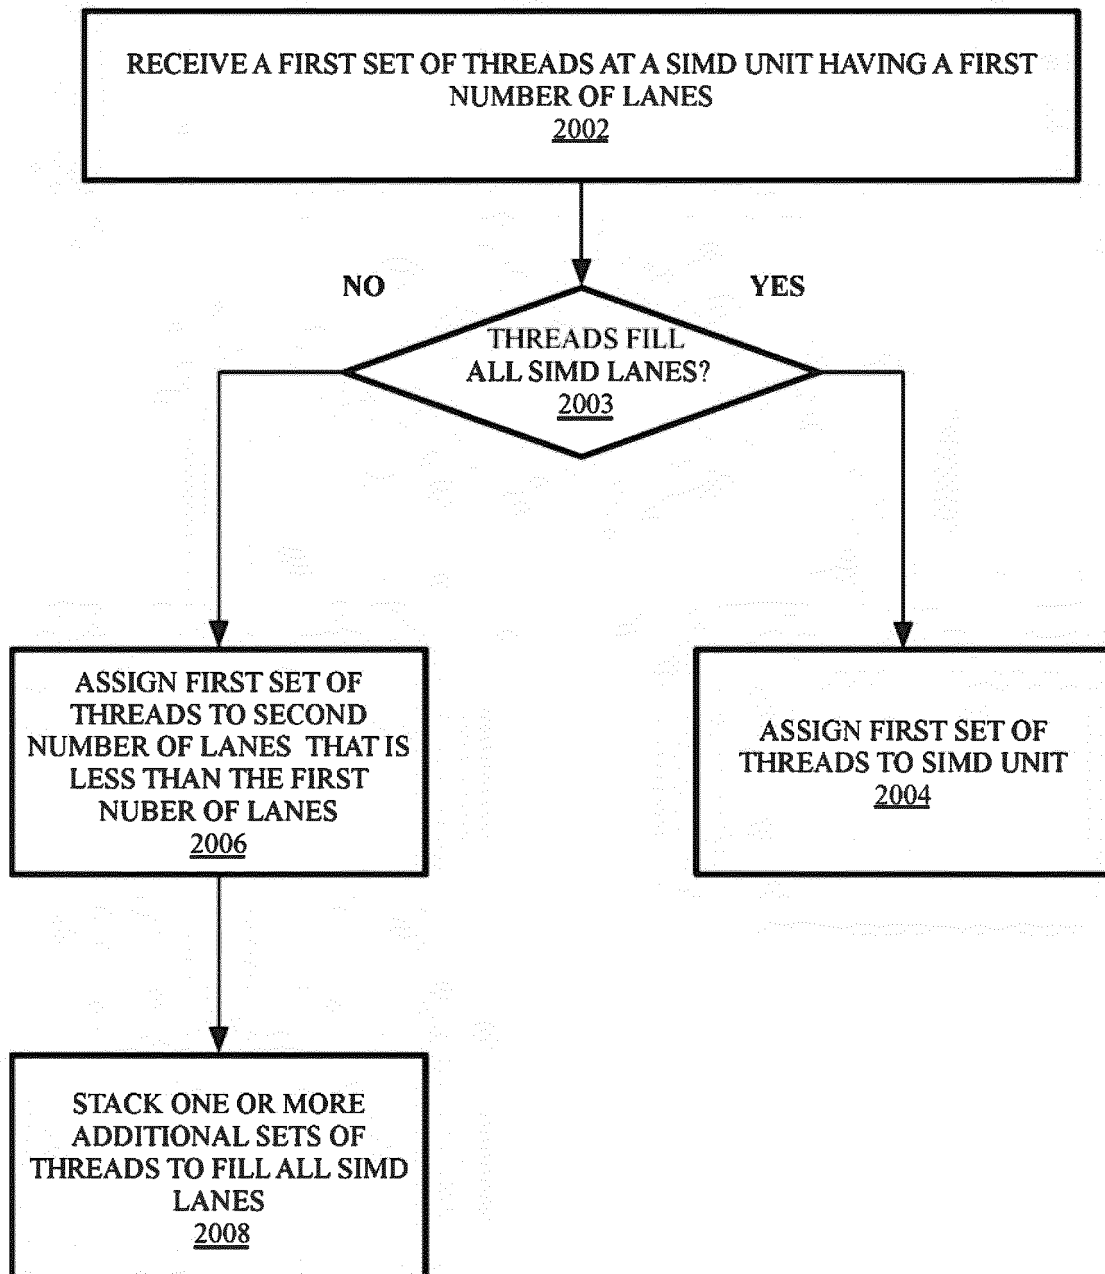 RECEIVE A FIRST SET OF THREADS AT A SIMD UNIT HAVING A FIRST
NUMBER OF LANES
2002
NO
YES
THREADS FILL
ALL SIMD LANES?
2003
ASSIGN FIRST SET OF
THREADS TO SECOND
NUMBER OF LANES THAT IS
LESS THAN THE FIRST
NUBER OF LANES
2006
ASSIGN FIRST SET OF
THREADS TO SIMD UNIT
2004
STACK ONE OR MORE
ADDITIONAL SETS OF
THREADS TO FILL ALL SIMD
LANES
2008